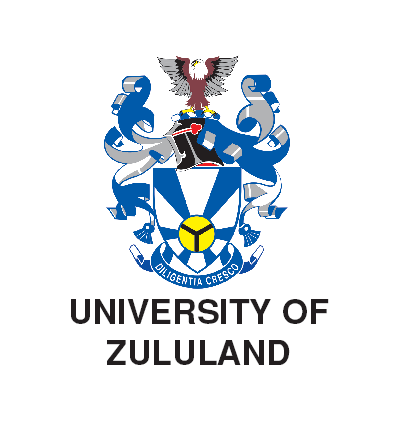 DILIGENTIA CRESCO
UNIVERSITY OF
ZULULAND